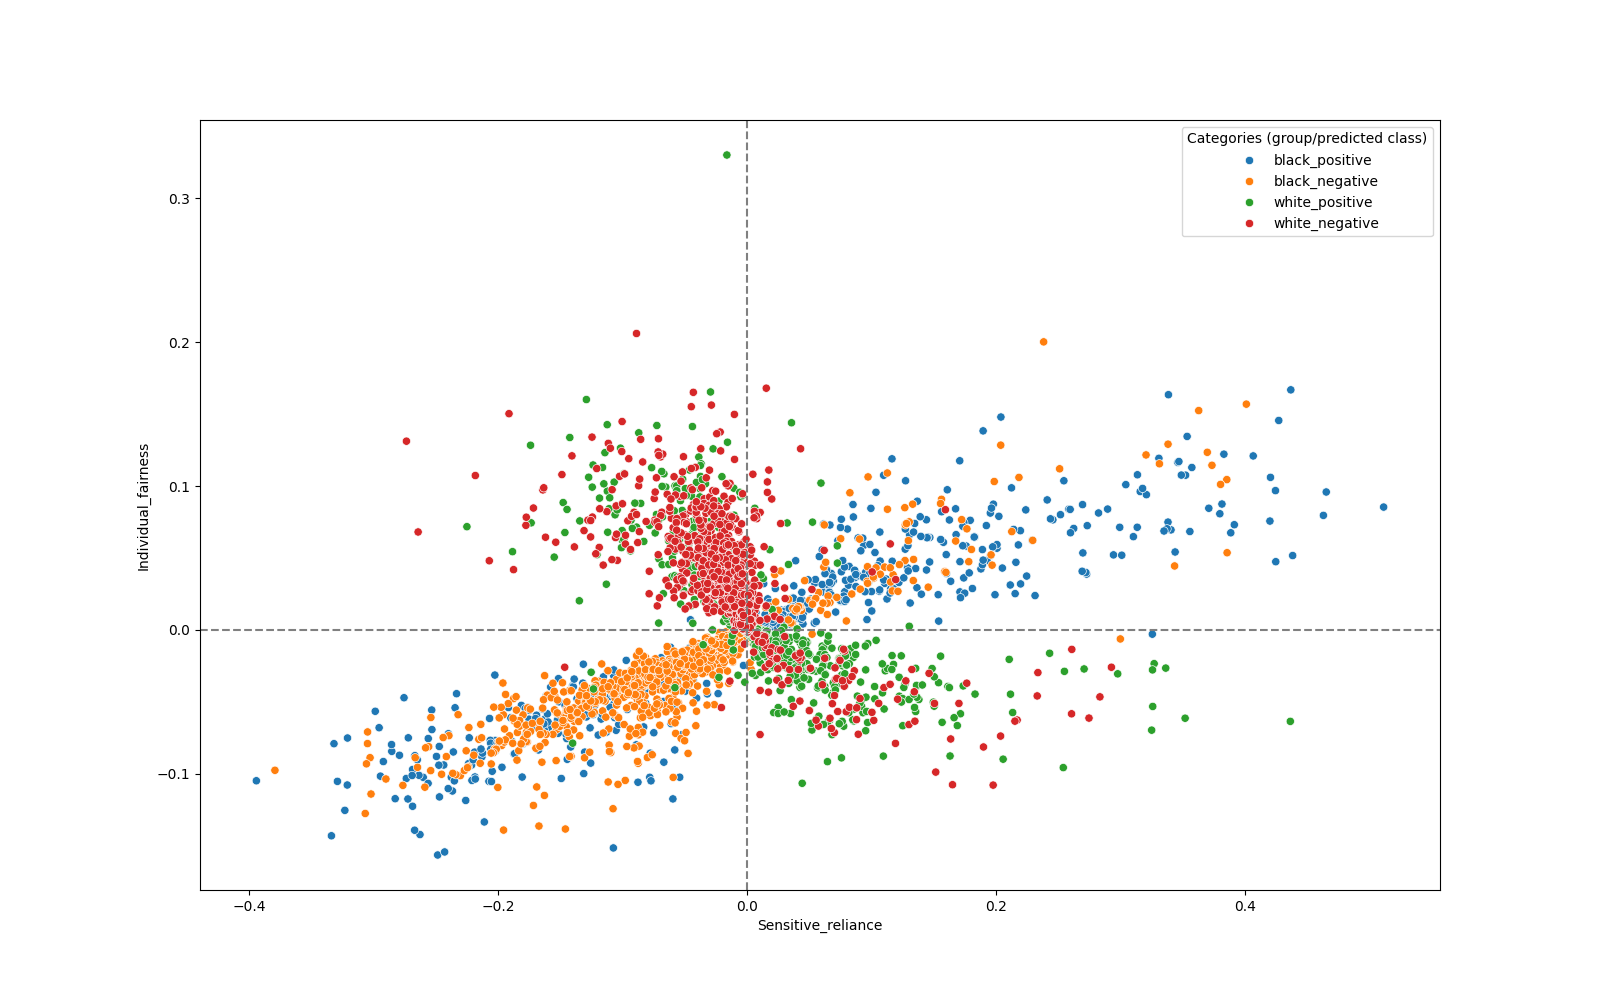 Categories (group/predicted class)
black_positive
black_negative
white_positive
white_negative
0.3
0.2
0.1
0.0
−0.1
Individual_fairness
−0.4
−0.2
0.0
0.2
0.4
Sensitive_reliance